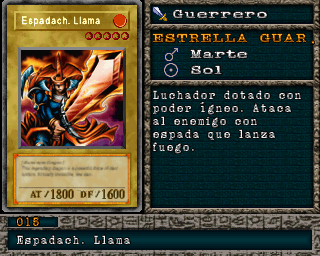 Espadach. Llama
AT/1800 DF/1600
Guerrero
ESTRELLA GUAR.
Marte
Sol
Luchador dotado con
poder ígneo. Ataca
al enemigo con
espada que lanza
fuego.
015
Espadach. Llama